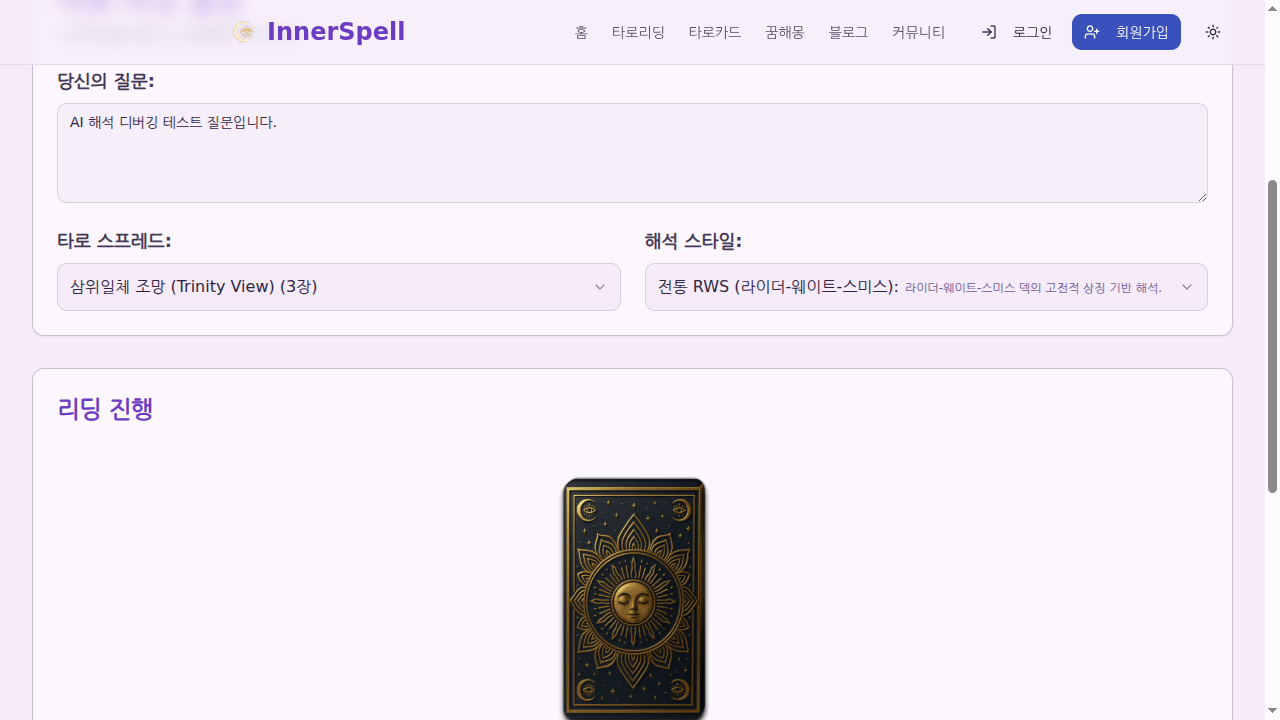 InnerSpell
홈
타로리딩
타로카드
꿈해몽
블로그
커뮤니티
로그인
회원가입
당신의 질문:
AI 해석 디버깅 테스트 질문입니다.
타로 스프레드:
해석 스타일:
삼위일체 조망 (Trinity View) (3장)
전통 RWS (라이더-웨이트-스미스): 라이더-웨이트-스미스 덱의 고전적 상징 기반 해석.
리딩 진행